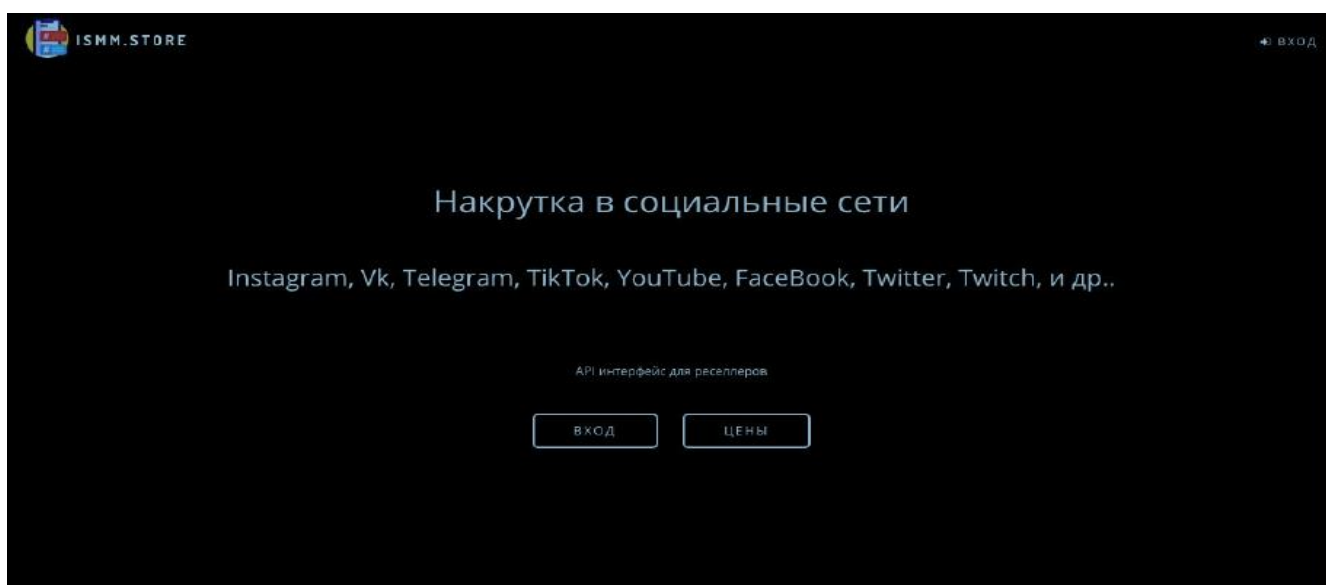 ISMM.STORE
ВХОД
Накрутка в социальные сети
Instagram, Vk, Telegram, TikTok, YouTube, FaceBook, Twitter, Twitch, и др..
API интерфейс для реселлеров
ВХОД
ЦЕНЫ